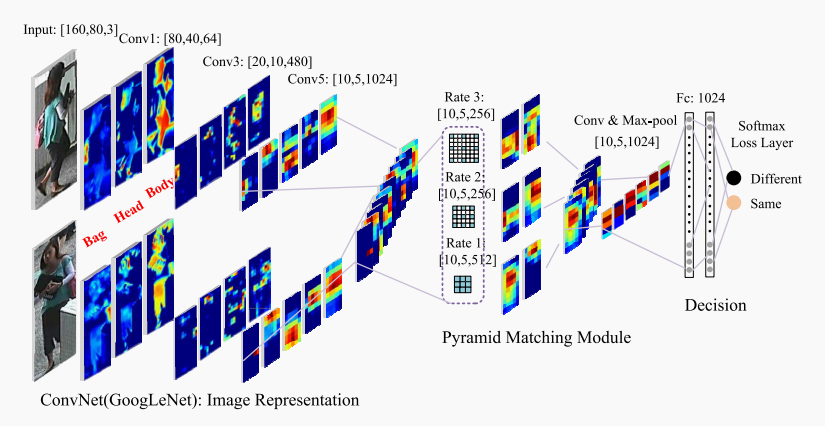 Input: [160,80,3]
Conv1: [80,40,64]
Conv3: [20,10,480]
Conv5: [10,5,1024]
Bag
Head
Body
Rate 3:
[10,5,256]
Rate 2:
[10,5,256]
Rate 1:
[10,5,512]
Conv & Max-pool
[10,5,1024]
Fc: 1024
Softmax
Loss Layer
Different
Same
Decision
Pyramid Matching Module
ConvNet(GoogLeNet): Image Representation